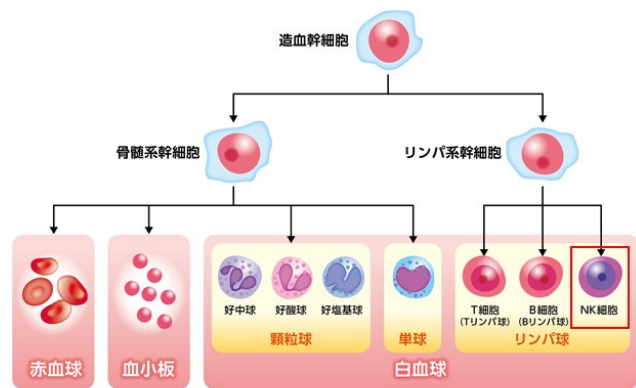 造血幹細胞
骨髄系幹細胞
リンパ系幹細胞
好中球
好酸球
好塩基球
顆粒球
単球
T細胞
(Tリンパ球)
B細胞
(Bリンパ球)
NK細胞
リンパ球
赤血球
血小板
白血球